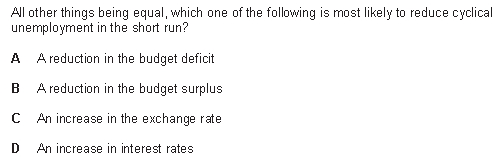 All other things being equal, which one of the following is most likely to reduce cyclical
unemployment in the short run?
A A reduction in the budget deficit
B A reduction in the budget surplus
C An increase in the exchange rate
D An increase in interest rates